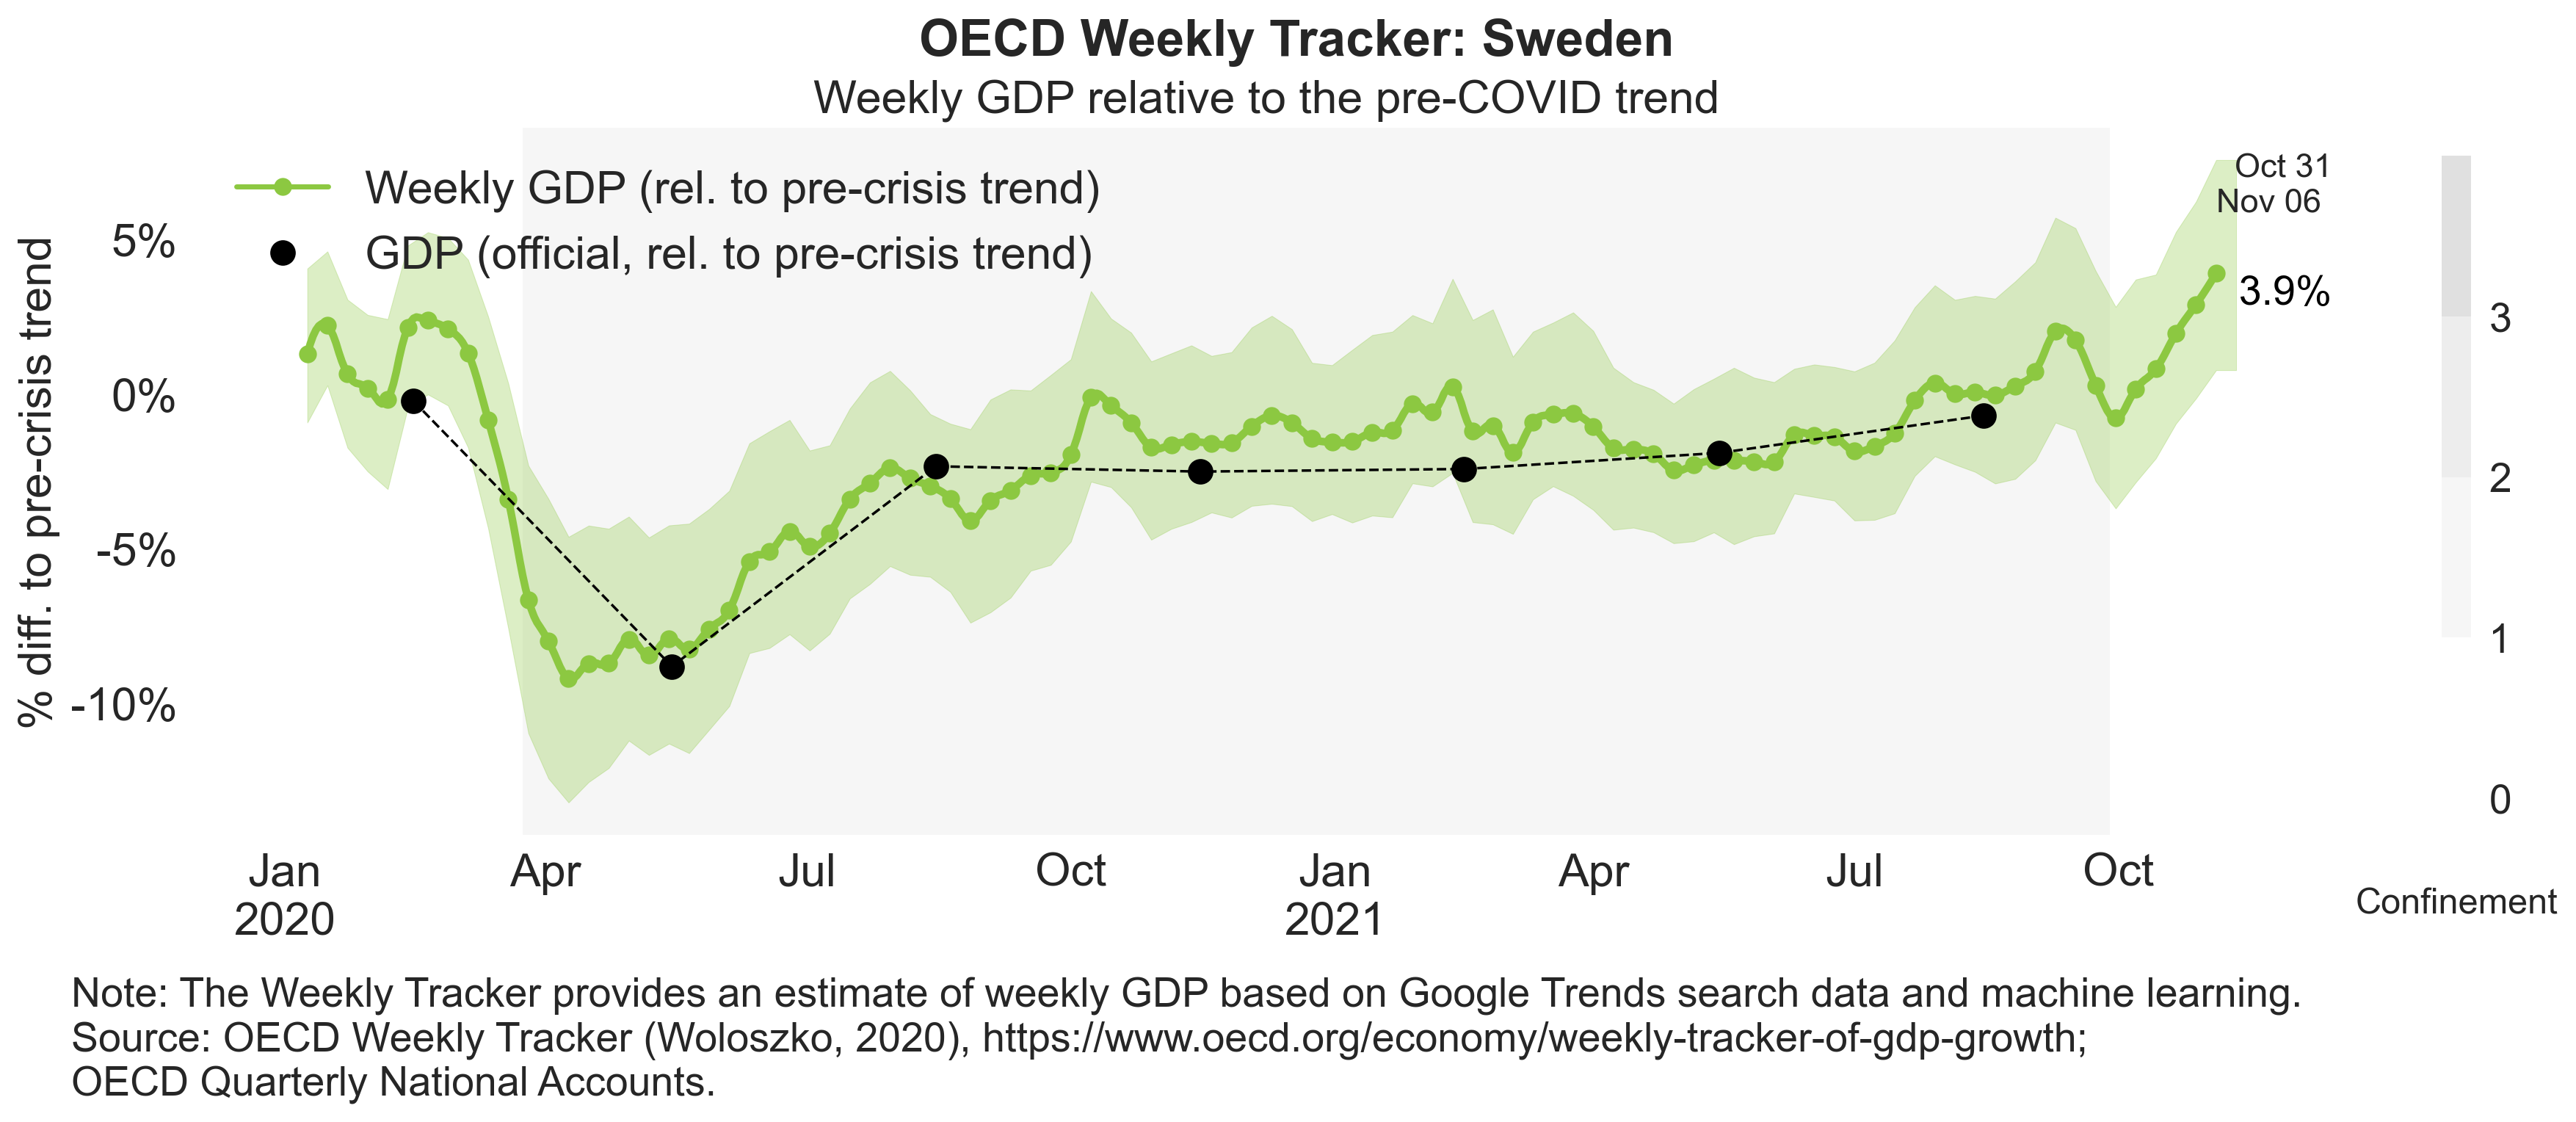 OECD Weekly Tracker: Sweden
Weekly GDP relative to the pre-COVID trend
Weekly GDP (rel. to pre-crisis trend)
GDP (official, rel. to pre-crisis trend)
% diff. to pre-crisis trend
5%
0%
-5%
-10%
Oct 31
Nov 06
3.9%
3
2
1
0
Confinement
Jan
2020
Apr
Jul
Oct
Jan
2021
Apr
Jul
Oct
Note: The Weekly Tracker provides an estimate of weekly GDP based on Google Trends search data and machine learning.
Source: OECD Weekly Tracker (Woloszko, 2020), https://www.oecd.org/economy/weekly-tracker-of-gdp-growth;
OECD Quarterly National Accounts.